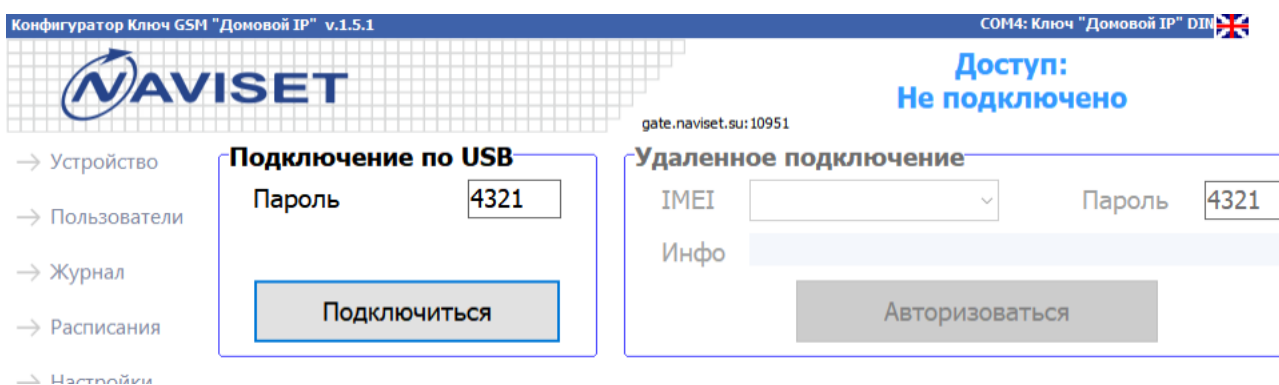 Конфигуратор Ключ GSM "Домовой IP" v.1.5.1
COM4: Ключ "Домовой IP" DIN
NAVISET
Доступ:
Не подключено
gate.naviset.su:10951
Устройство
Пользователи
Журнал
Расписания
Настройки
Подключение по USB
Пароль 4321
Подключиться
Удаленное подключение
IMEI Пароль 4321
Инфо
Авторизоваться